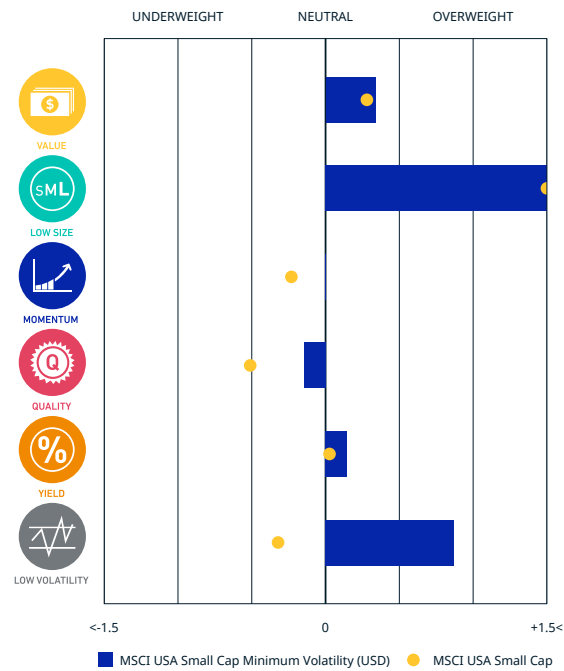 UNDERWEIGHT NEUTRAL OVERWEIGHT
$
VALUE
SML
LOW SIZE
MOMENTUM
Q
QUALITY
%
YIELD
LOW VOLATILITY
<-1.5 0 +1.5<
MSCI USA Small Cap Minimum Volatility (USD) MSCI USA Small Cap